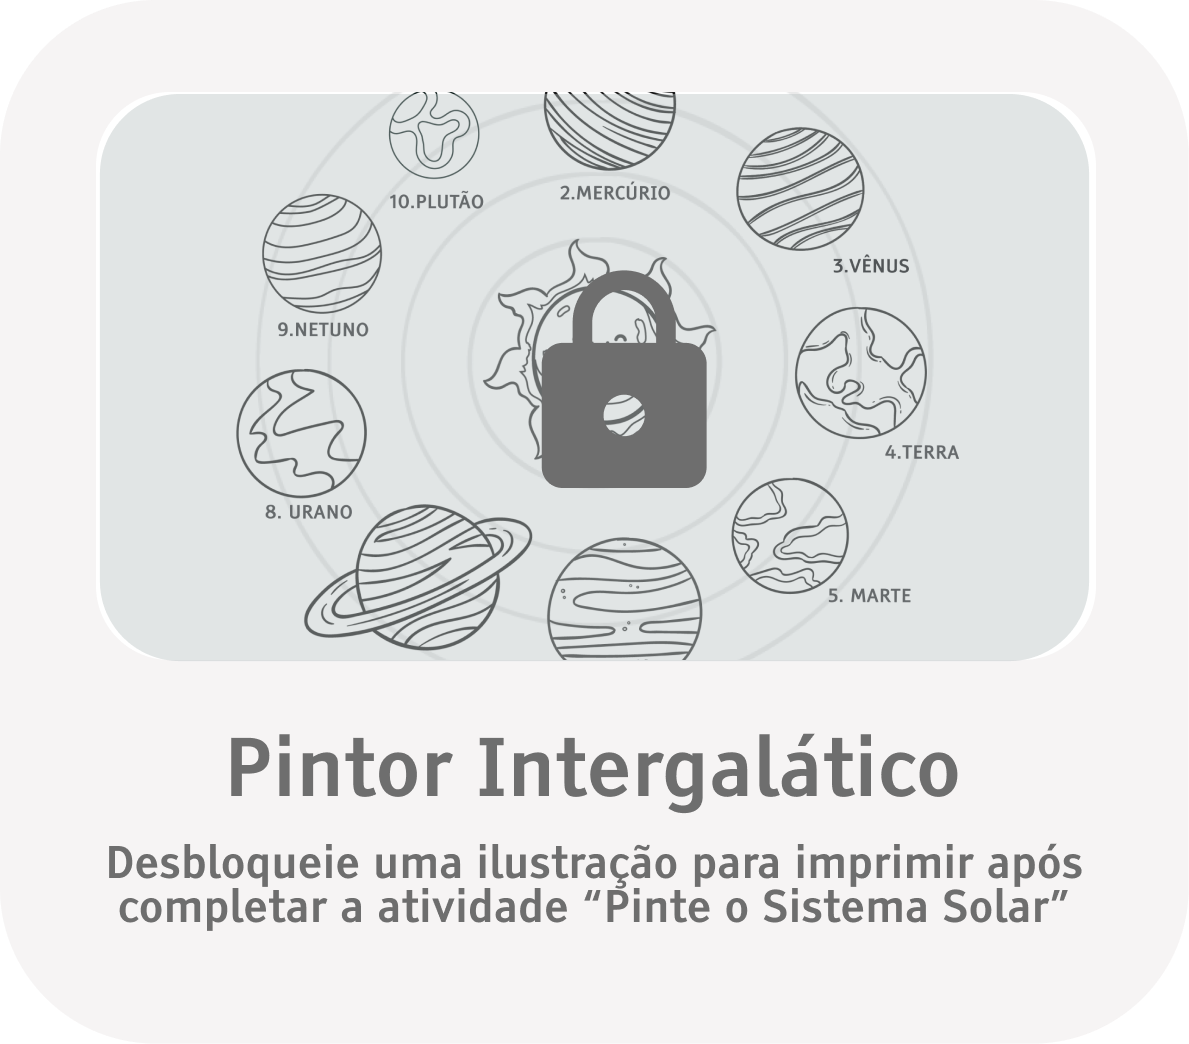 10.PLUTÃO
2.MERCÚRIO
3.VÊNUS
9.NETUNO
4.TERRA
8. URANO
5. MARTE
Pintor Intergalático
Desbloqueie uma ilustração para imprimir após
completar a atividade “Pinte o Sistema Solar”